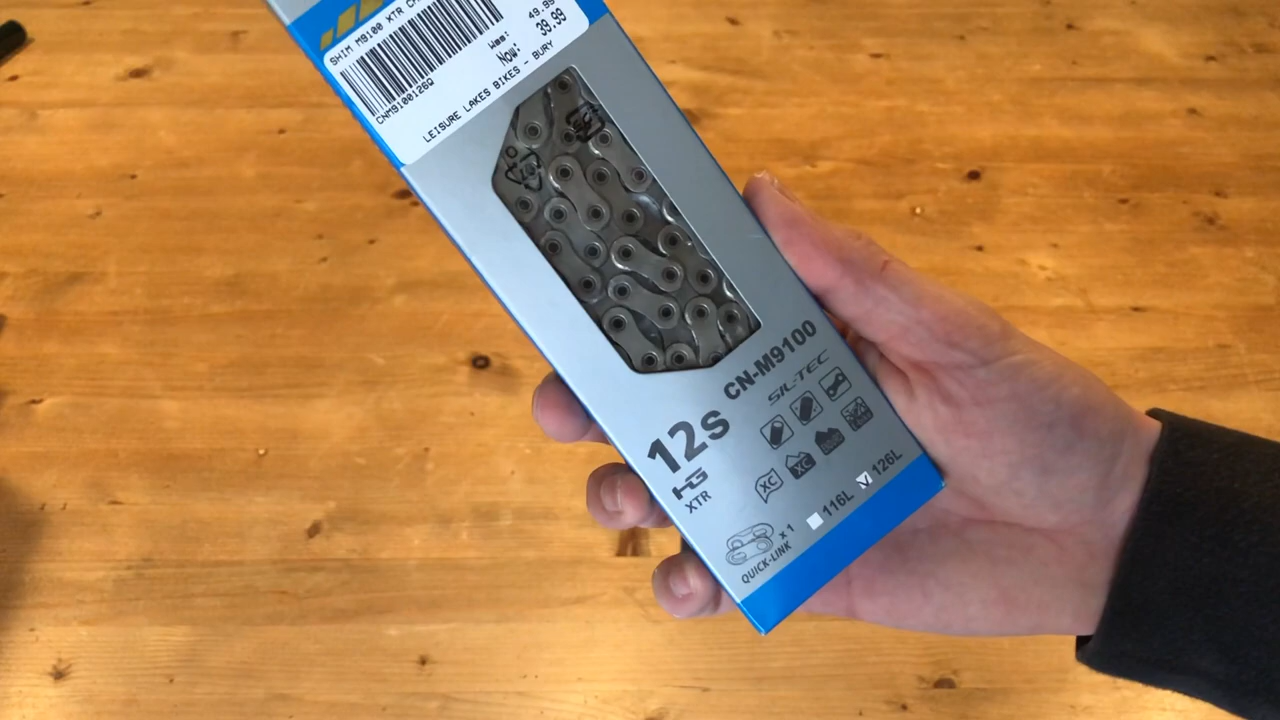 SHIM M9100 XTR
CNM9100126Q
Was: 49.99
Now: 39.99
LEISURE LAKES BIKES - BURY
CN-M9100
SIL-TEC
12S
HG
XTR
XC
XC
116L
126L
x 1
QUICK-LINK